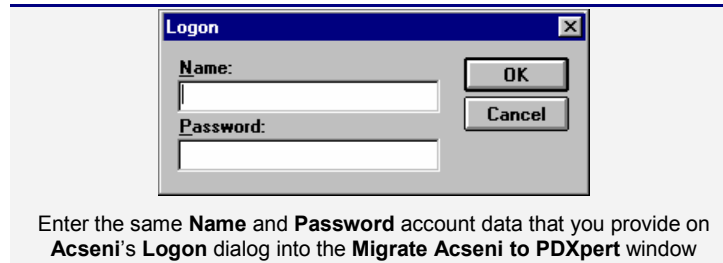 Logon
Name:
OK
Cancel
Password:
Enter the same Name and Password account data that you provide on
Acseni's Logon dialog into the Migrate Acseni to PDXpert window